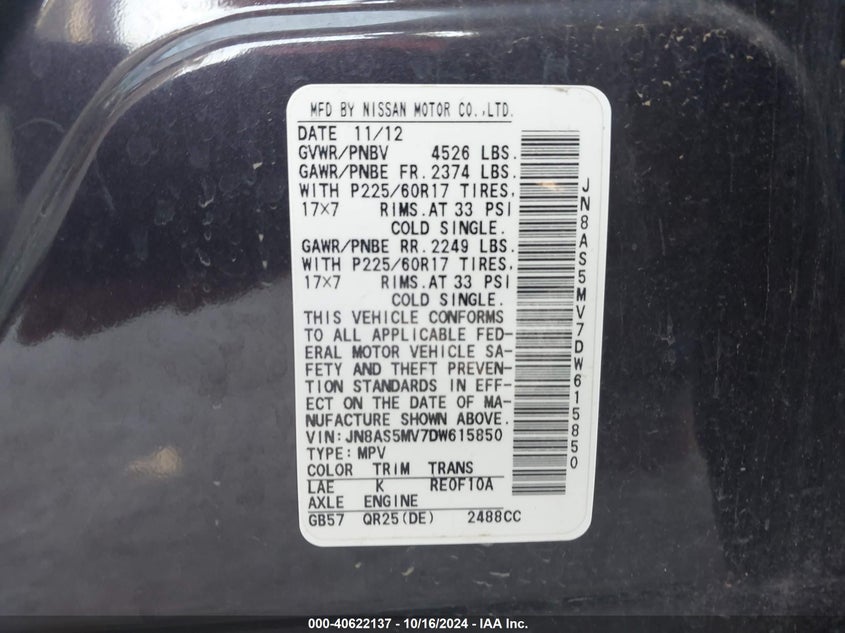 MFD BY NISSAN MOTOR CO.,LTD.
DATE 11/12
GVWR/PNBV 4526 LBS.
GAWR/PNBE FR. 2374 LBS.
WITH P225/60R17 TIRES,
17×7 RIMS.AT 33 PSI
COLD SINGLE.
GAWR/PNBE RR. 2249 LBS.
WITH P225/60R17 TIRES,
17×7 RIMS.AT 33 PSI
COLD SINGLE.
THIS VEHICLE CONFORMS
TO ALL APPLICABLE FED-
ERAL MOTOR VEHICLE SA-
FETY AND THEFT PREVEN-
TION STANDARDS IN EFF-
ECT ON THE DATE OF MA-
NUFACTURE SHOWN ABOVE.
VIN:JN8AS5MV7DW615850
TYPE:MPV
COLOR TRIM TRANS
LAE K RE0F10A
AXLE ENGINE
GB57 QR25(DE) 2488CC
JN8AS5MV7DW615850
000-40622137 - 10/16/2024 - IAA Inc.